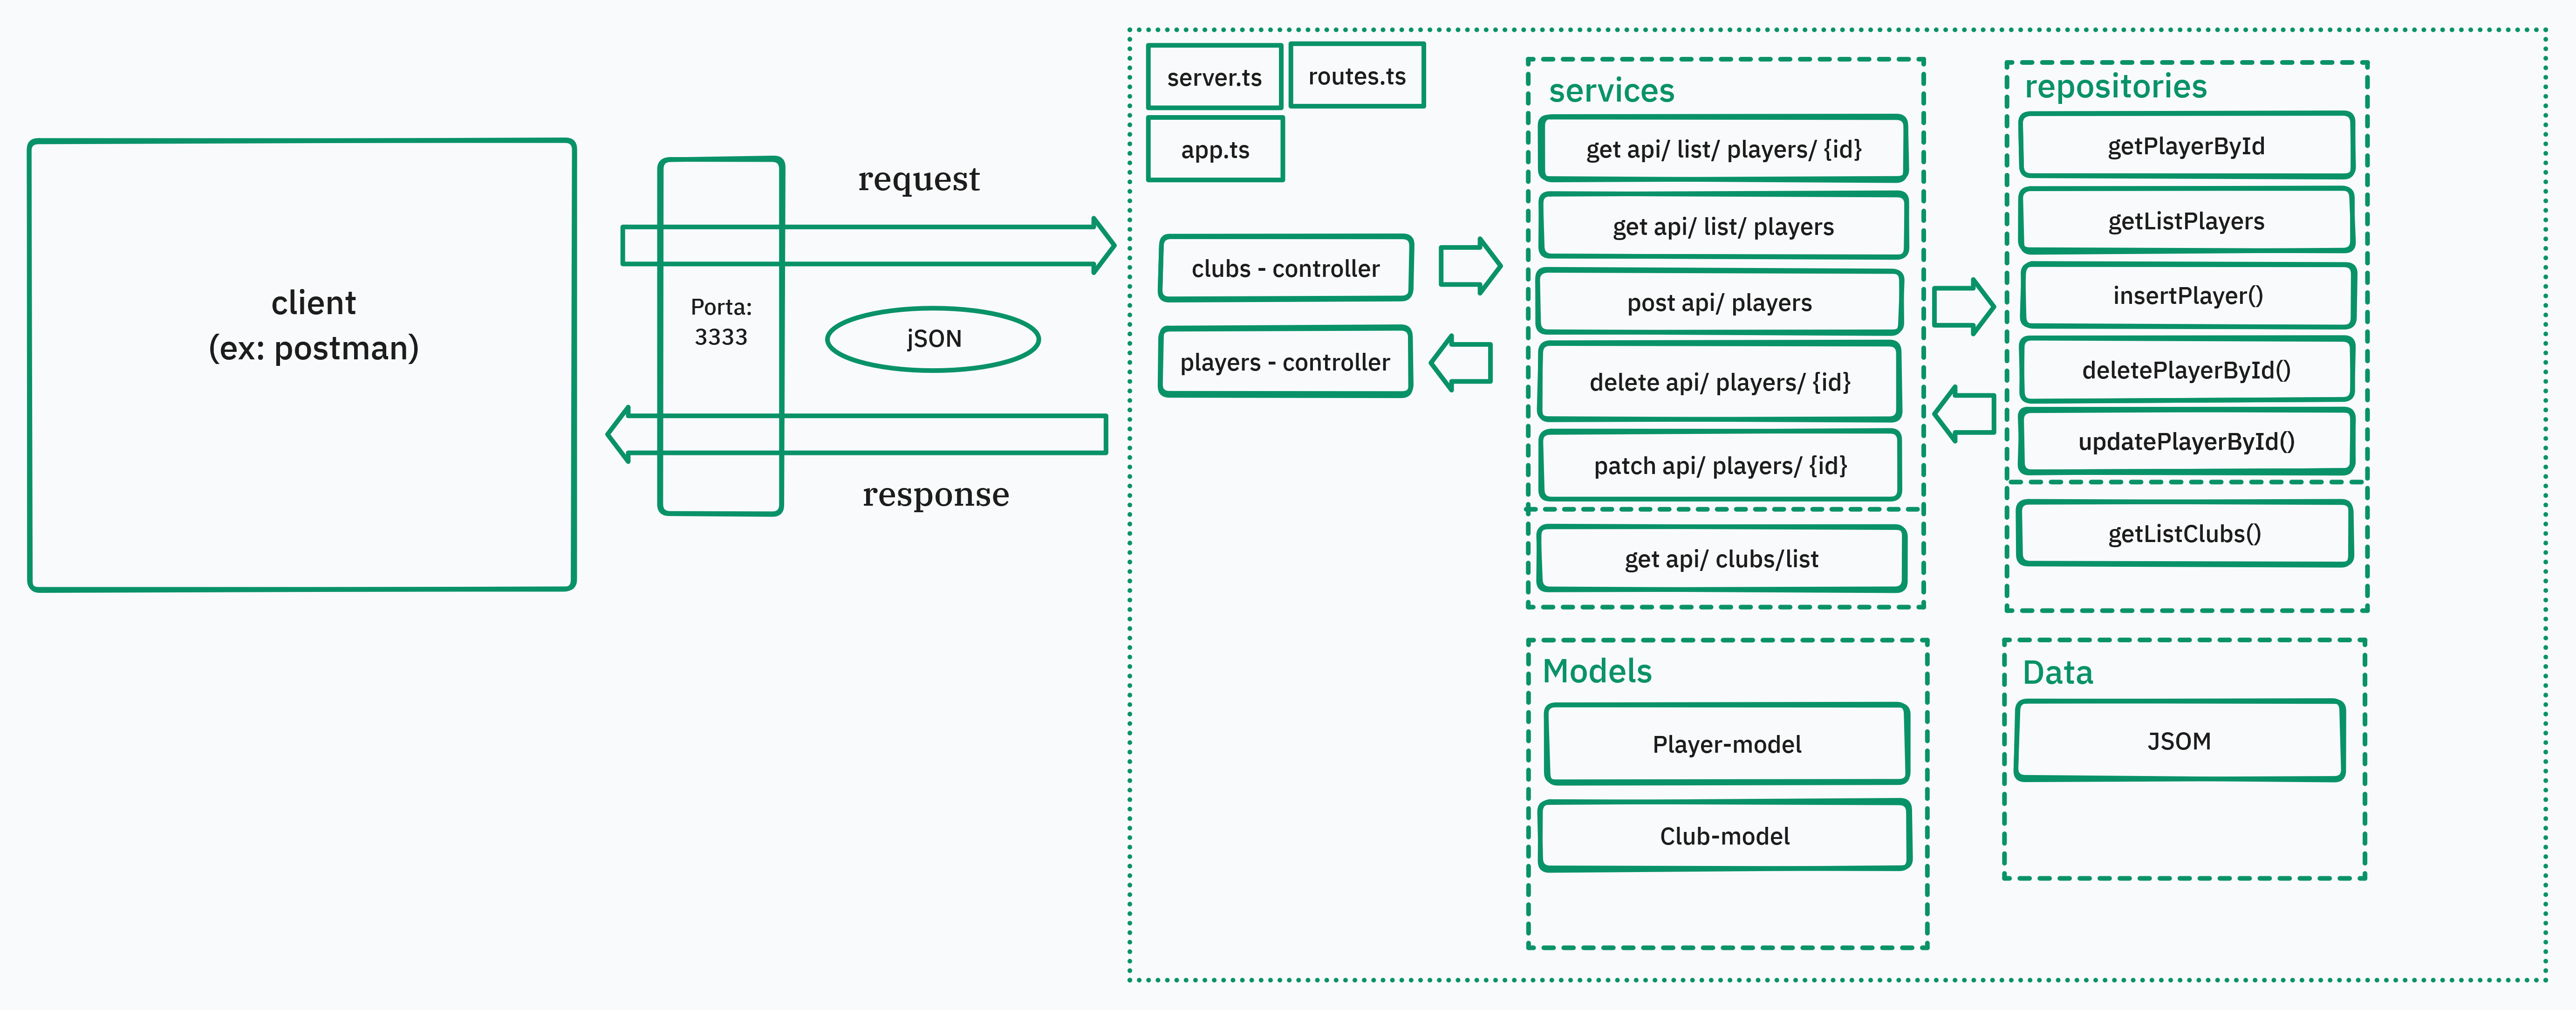 client
(ex: postman)
Porta:
3333
request
jSON
response
server.ts
routes.ts
app.ts
clubs - controller
players - controller
services
get api/ list/ players/ {id}
get api/ list/ players
post api/ players
delete api/ players/ {id}
patch api/ players/ {id}
get api/ clubs/list
repositories
getPlayerById
getListPlayers
insertPlayer()
deletePlayerById()
updatePlayerById()
getListClubs()
Models
Player-model
Club-model
Data
JSOM